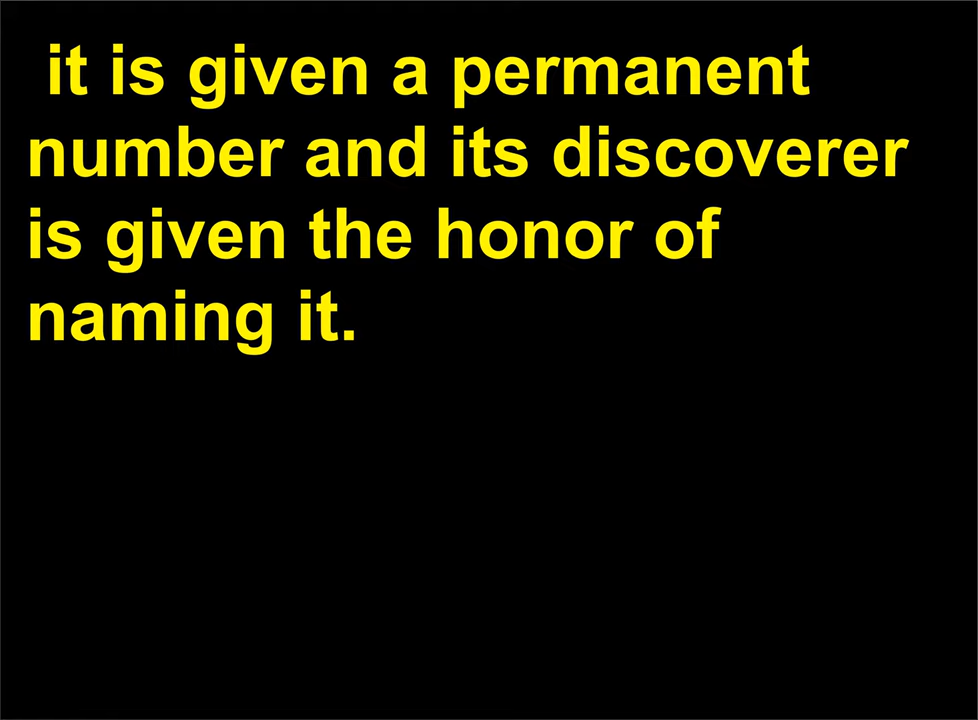 it is given a permanent
number and its discoverer
is given the honor of
naming it.